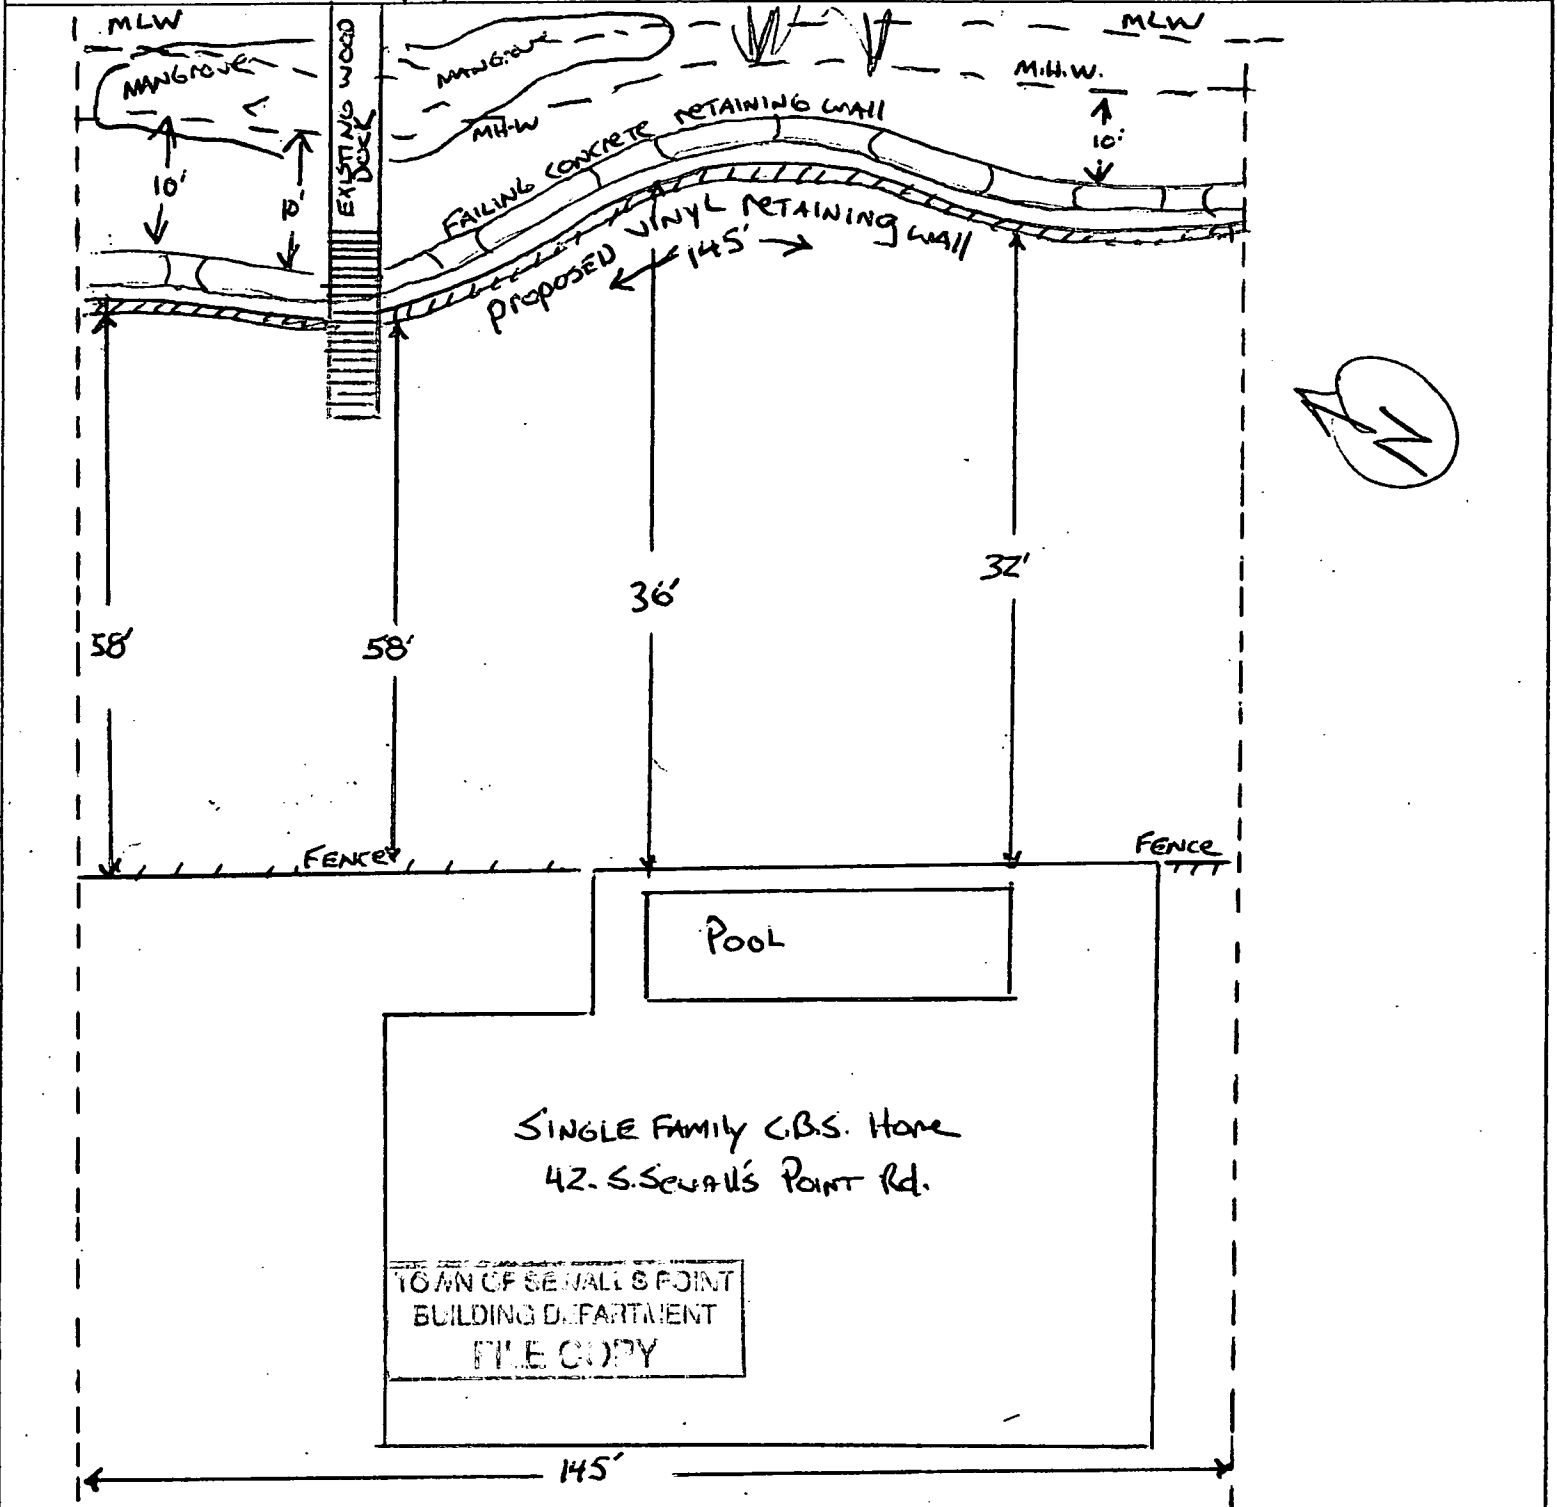 MLW
MLW
MANGROVE
EXISTING WOOD
DOCK
MANGROVE
M.H.W.
MH-W
10'
10'
10'
FAILING CONCRETE RETAINING WALL
PROPOSED VINYL RETAINING WALL
145'
N
58'
58'
36'
32'
FENCE
FENCE
POOL
SINGLE FAMILY C.B.S. HOME
42. S. SEWALL'S POINT Rd.
TOWN OF SEWALL'S POINT
BUILDING DEPARTMENT
FILE COPY
145'